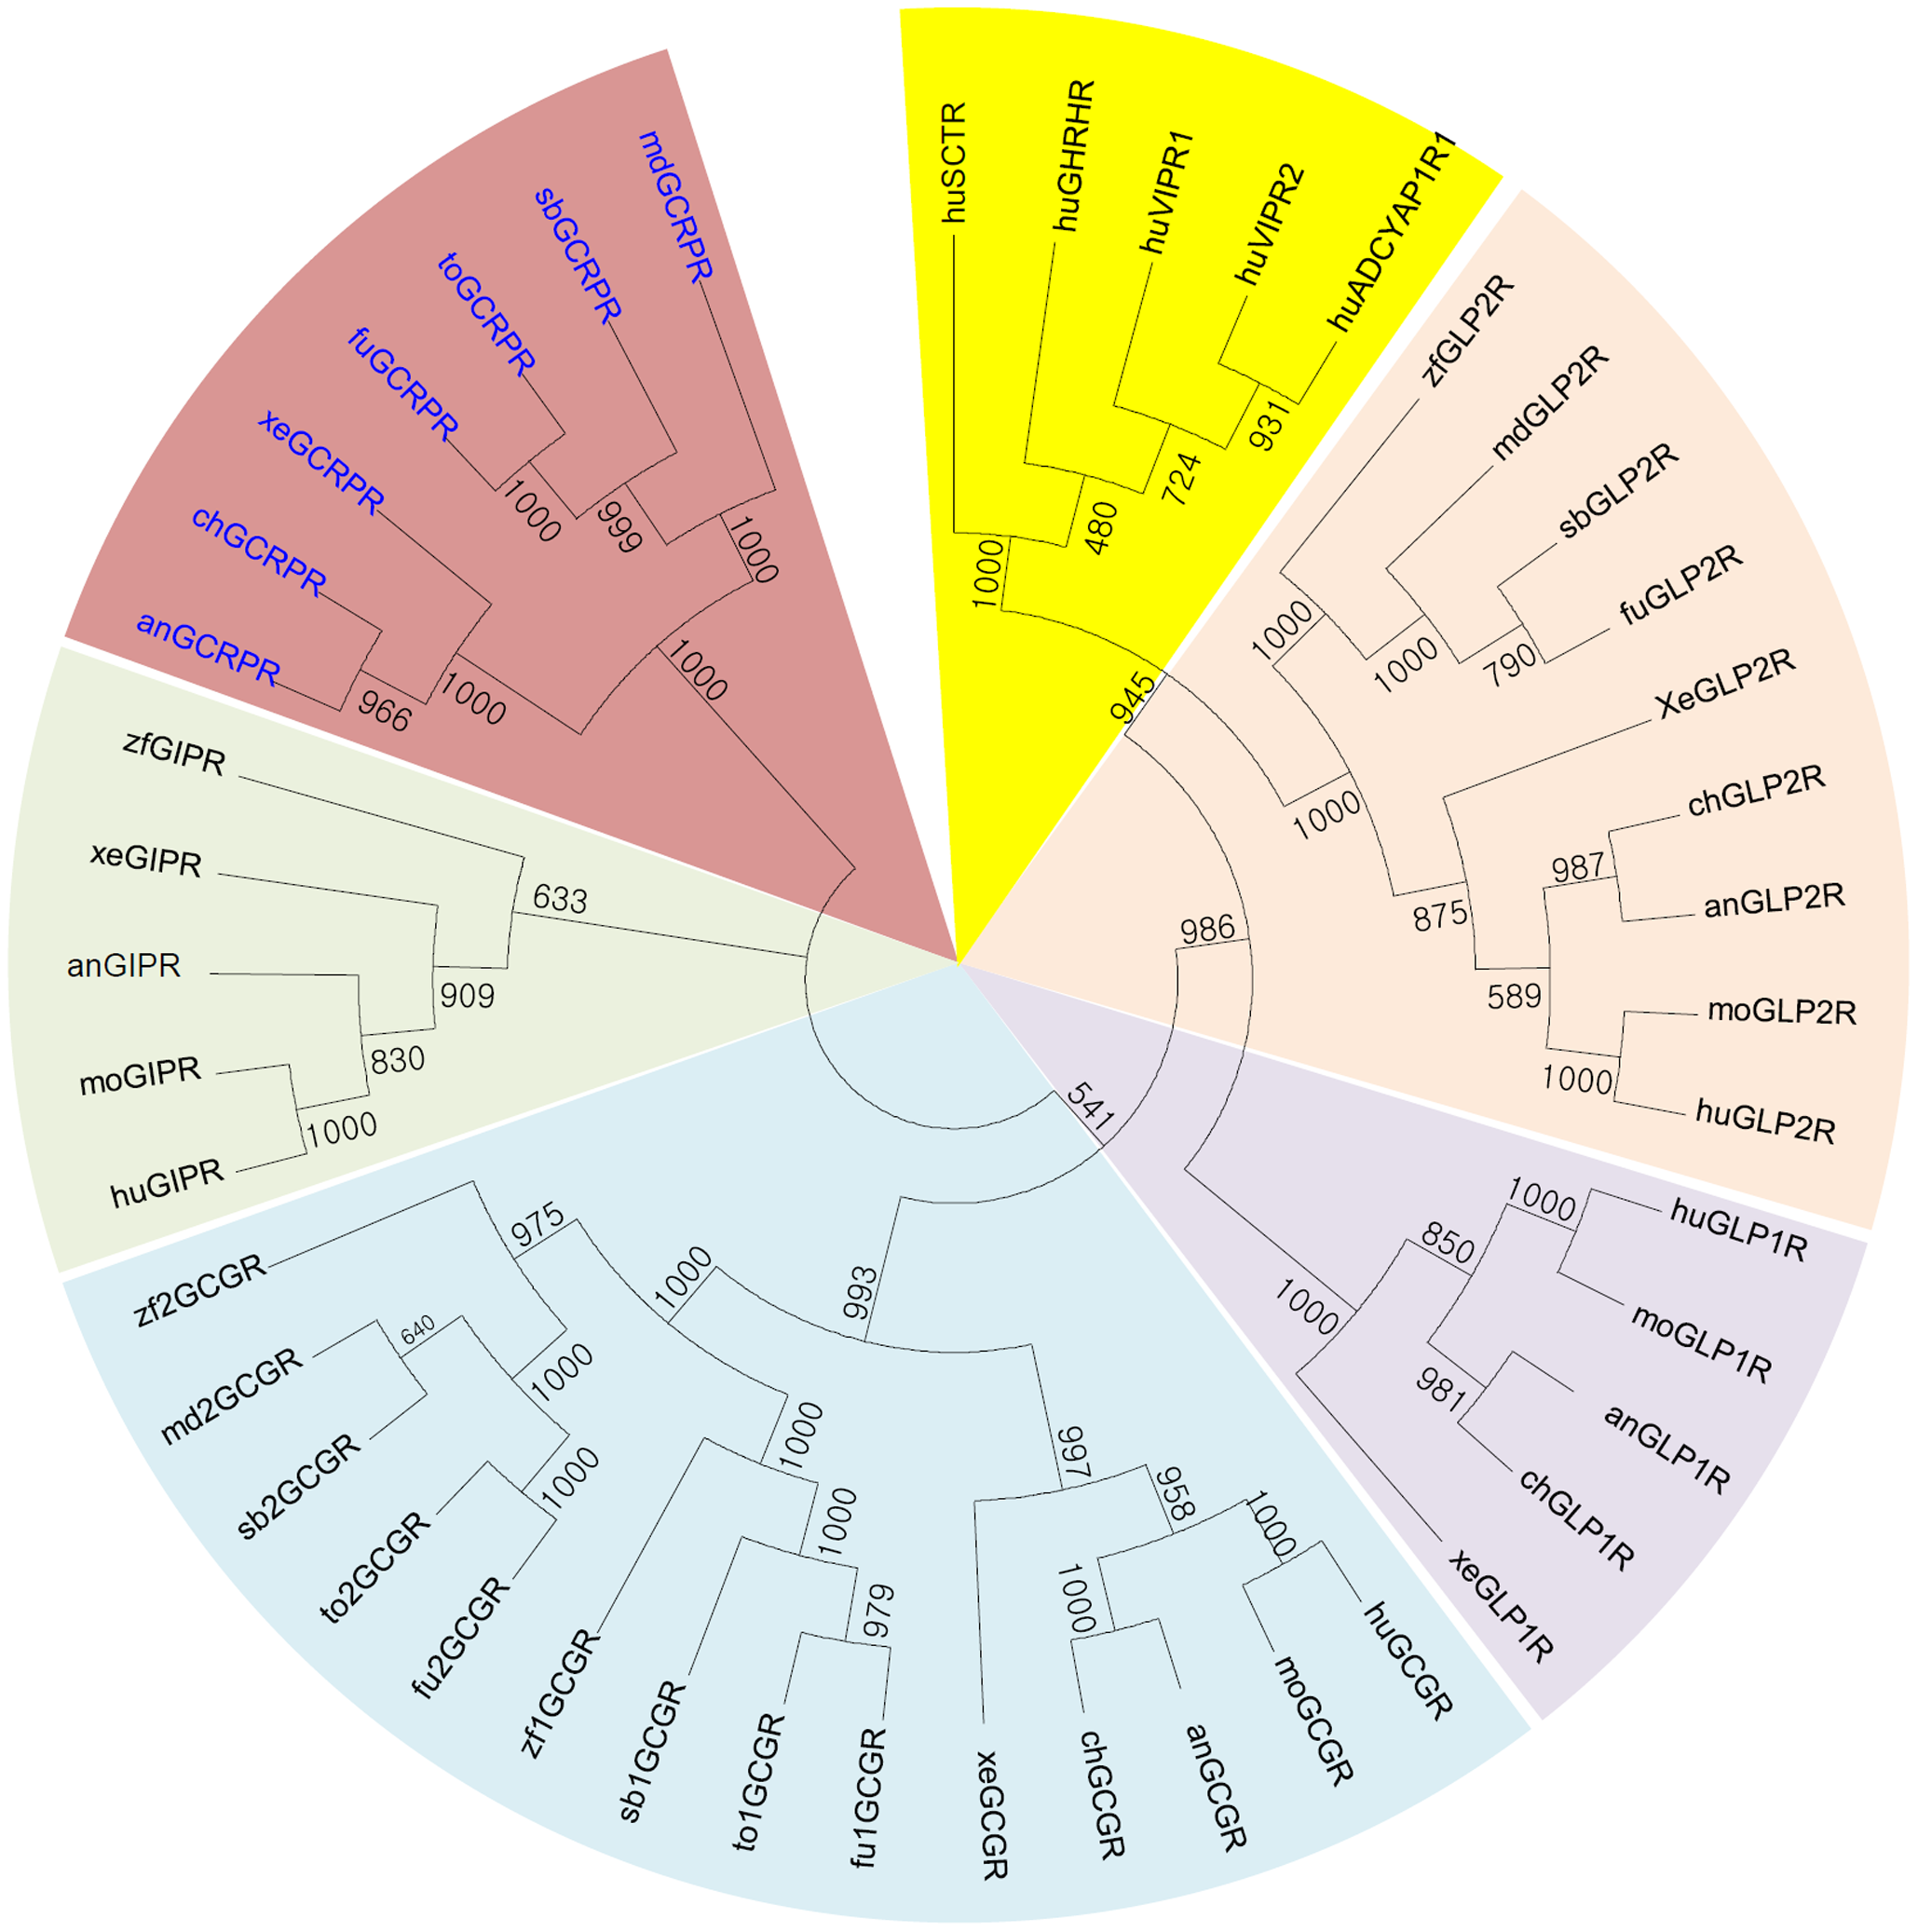 huSCTR
huGHRHR
huVIPR1
huVIPR2
huADCYAP1R1
1000
480
724
931
945
zfGLP2R
mdGLP2R
sbGLP2R
fuGLP2R
XeGLP2R
chGLP2R
anGLP2R
moGLP2R
huGLP2R
1000
1000
790
1000
875
987
589
1000
986
541
huGLP1R
moGLP1R
anGLP1R
chGLP1R
xeGLP1R
1000
850
981
1000
huGCGR
moGCGR
anGCGR
chGCGR
xeGCGR
fu1GCGR
to1GCGR
sb1GCGR
zf1GCGR
fu2GCGR
to2GCGR
sb2GCGR
md2GCGR
zf2GCGR
1000
958
1000
997
993
979
1000
1000
1000
1000
1000
640
975
huGIPR
moGIPR
anGIPR
xeGIPR
zfGIPR
1000
830
909
633
anGCRPR
chGCRPR
xeGCRPR
fuGCRPR
toGCRPR
sbGCRPR
mdGCRPR
966
1000
1000
999
1000
1000